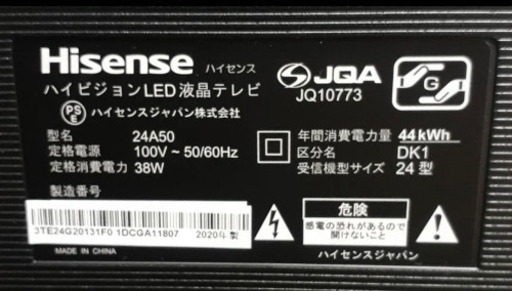 Hisense ハイセンス
ハイビジョンLED液晶テレビ
PSE ハイセンスジャパン株式会社
JQA
JQ10773
G
型名 24A50
定格電源 100V~50/60Hz
定格消費電力 38W
年間消費電力量 44kWh
区分名 DK1
受信機型サイズ 24型
製造番号
3TE24G20131F0 1DCGA11807 2020年製
MADE IN CHINA
危険
感電の恐れがあるので
開けないこと
ハイセンスジャパン